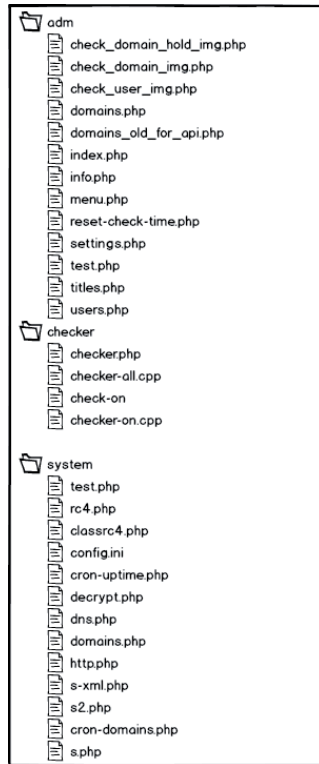 adm
check_domain_hold_img.php
check_domain_img.php
check_user_img.php
domains.php
domains_old_for_api.php
index.php
info.php
menu.php
reset-check-time.php
settings.php
test.php
titles.php
users.php
checker
checker.php
checker-all.cpp
check-on
checker-on.cpp
system
test.php
rc4.php
classrc4.php
config.ini
cron-uptime.php
decrypt.php
dns.php
domains.php
http.php
s-xml.php
s2.php
cron-domains.php
s.php